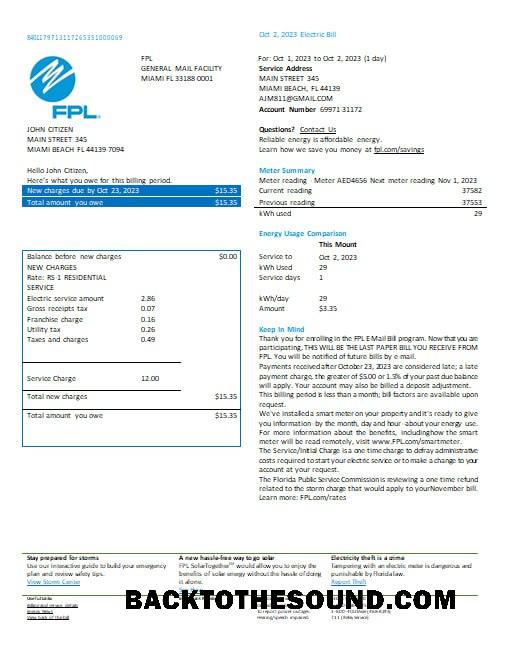 Oct 2, 2023 Electric Bill
FPL
GENERAL MAIL FACILITY
MIAMI FL 33188 0001
For: Oct 1, 2023 to Oct 2, 2023 (1 day)
Service Address
MAIN STREET 345
MIAMI BEACH, FL 44139
AJM811@GMAIL.COM
Account Number 69971 31172
FPL.
JOHN CITIZEN
MAIN STREET 345
MIAMI BEACH FL 44139 7094
Questions? Contact Us
Reliable energy is affordable energy.
Learn how we save you money at fpl.com/savings
Hello John Citizen,
Here's what you owe for this billing period.
New charges due by Oct 23, 2023 $15.35
Total amount you owe $15.35
Meter Summary
Meter reading Meter AED4656 Next meter reading Nov 1, 2023
Current reading 37582
Previous reading 37553
kWh used 29
Energy Usage Comparison
This Mount
Service to Oct 2, 2023
kWh Used 29
Service days 1
kWh/day 29
Amount $3.35
Balance before new charges $0.00
NEW CHARGES
Rate: RS-1 RESIDENTIAL
SERVICE
Electric service amount 2.86
Gross receipts tax 0.07
Franchise charge 0.16
Utility tax 0.26
Taxes and charges 0.49
Service Charge 12.00
Total new charges $15.35
Total amount you owe $15.35
Keep In Mind
Thank you for enrolling in the FPL E-Mail Bill program. Now that you are
participating, THIS WILL BE THE LAST PAPER BILL YOU RECEIVE FROM
FPL. You will be notified of future bills by e-mail.
Payments received after October 23, 2023 are considered late; a late
payment charge, the greater of $5.00 or 1.5% of your past due balance
will apply. Your account may also be billed a deposit adjustment.
This billing period is less than a month; bill factors are available upon
request.
We've installed a smart meter on your property and it's ready to give
you information-by the month, day and hour-about your energy use.
For more information about the benefits, includinghow the smart
meter will be read remotely, visit www.FPL.com/smartmeter.
The Service/Initial Charge is a one time charge to defray administrative
costs required to start your electric service or to make a change to your
account at your request.
The Florida Public Service Commission is reviewing a one time refund
related to the storm charge that would apply to yourNovember bill.
Learn more: FPL.com/rates
Stay prepared for storms
Use our interactive guide to build your emergency
plan and review safety tips.
View Storm Center
A new hassle-free way to go solar
FPL SolarTogether℠ would allow you to enjoy the
benefits of solar energy without the hassle of doing
it alone.
Electricity theft is a crime
Tampering with an electric meter is dangerous and
punishable by Florida law.
Report Theft
BACKTOTHESOUND.COM
Useful Links
To report power outages,
Hearing/speech impaired
711 (Relay Service)
View back of the bill